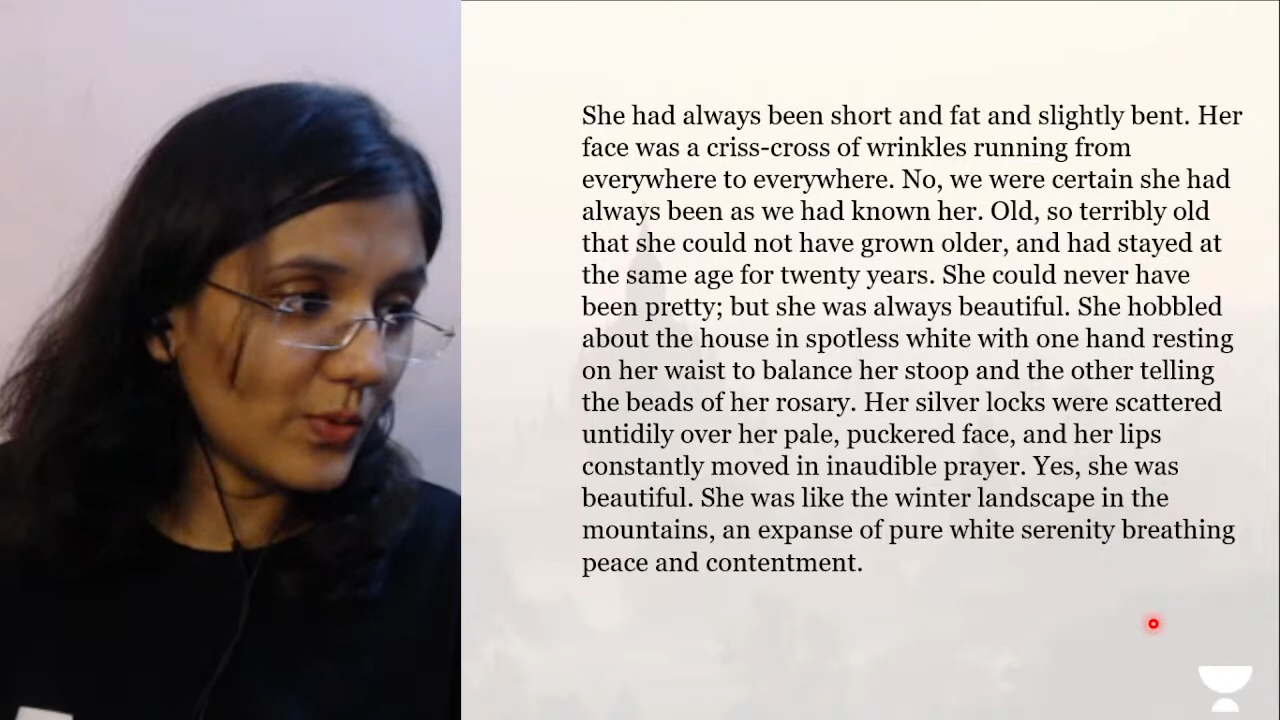 She had always been short and fat and slightly bent. Her
face was a criss-cross of wrinkles running from
everywhere to everywhere. No, we were certain she had
always been as we had known her. Old, so terribly old
that she could not have grown older, and had stayed at
the same age for twenty years. She could never have
been pretty; but she was always beautiful. She hobbled
about the house in spotless white with one hand resting
on her waist to balance her stoop and the other telling
the beads of her rosary. Her silver locks were scattered
untidily over her pale, puckered face, and her lips
constantly moved in inaudible prayer. Yes, she was
beautiful. She was like the winter landscape in the
mountains, an expanse of pure white serenity breathing
peace and contentment.